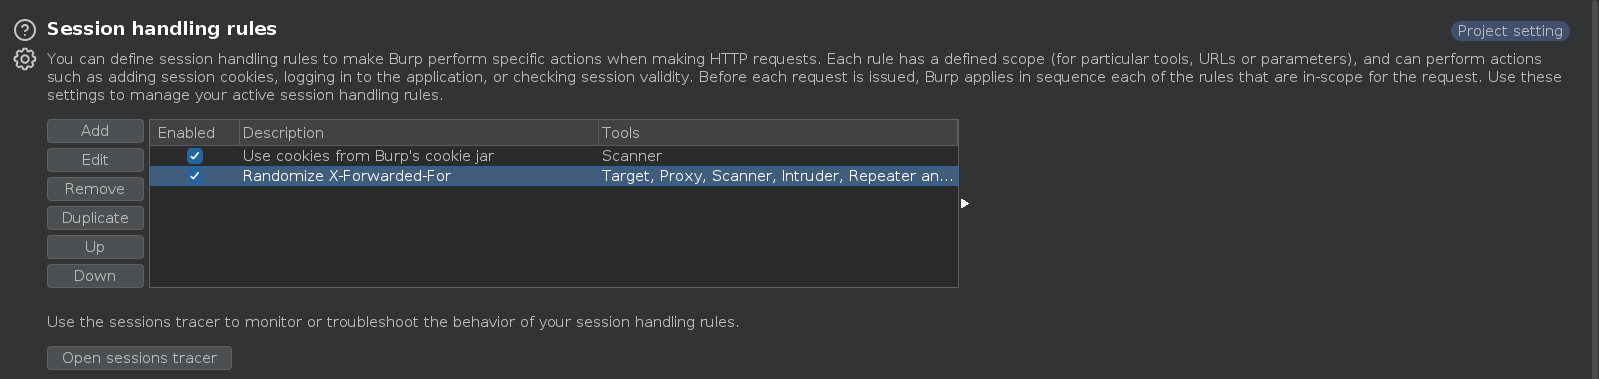 Session handling rules
Project setting
You can define session handling rules to make Burp perform specific actions when making HTTP requests. Each rule has a defined scope (for particular tools, URLs or parameters), and can perform actions
such as adding session cookies, logging in to the application, or checking session validity. Before each request is issued, Burp applies in sequence each of the rules that are in-scope for the request. Use these
settings to manage your active session handling rules.
Add
Edit
Remove
Duplicate
Up
Down
Enabled Description Tools
Use cookies from Burp's cookie jar Scanner
Randomize X-Forwarded-For Target, Proxy, Scanner, Intruder, Repeater an...
Use the sessions tracer to monitor or troubleshoot the behavior of your session handling rules.
Open sessions tracer